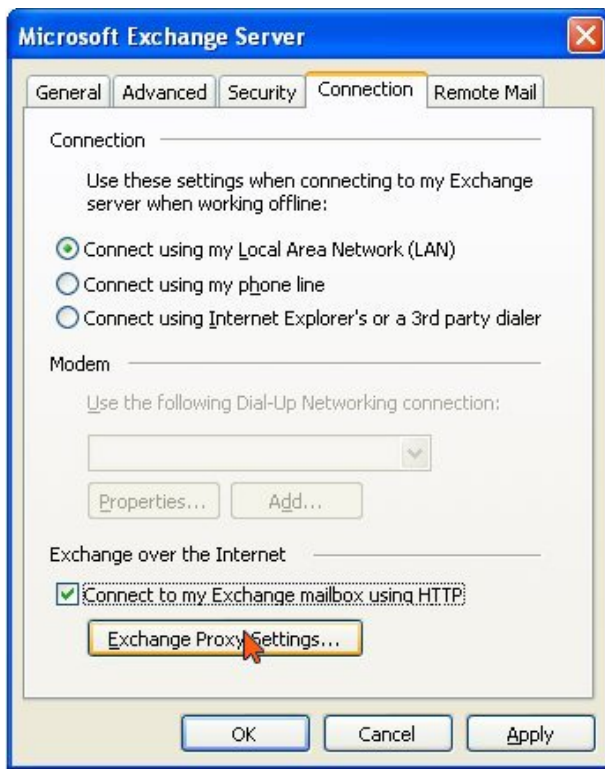 Microsoft Exchange Server
General Advanced Security Connection Remote Mail
Connection
Use these settings when connecting to my Exchange
server when working offline:
Connect using my Local Area Network (LAN)
Connect using my phone line
Connect using Internet Explorer's or a 3rd party dialer
Modem
Use the following Dial-Up Networking connection:
Properties... Add...
Exchange over the Internet
Connect to my Exchange mailbox using HTTP
Exchange Proxy Settings...
OK Cancel Apply